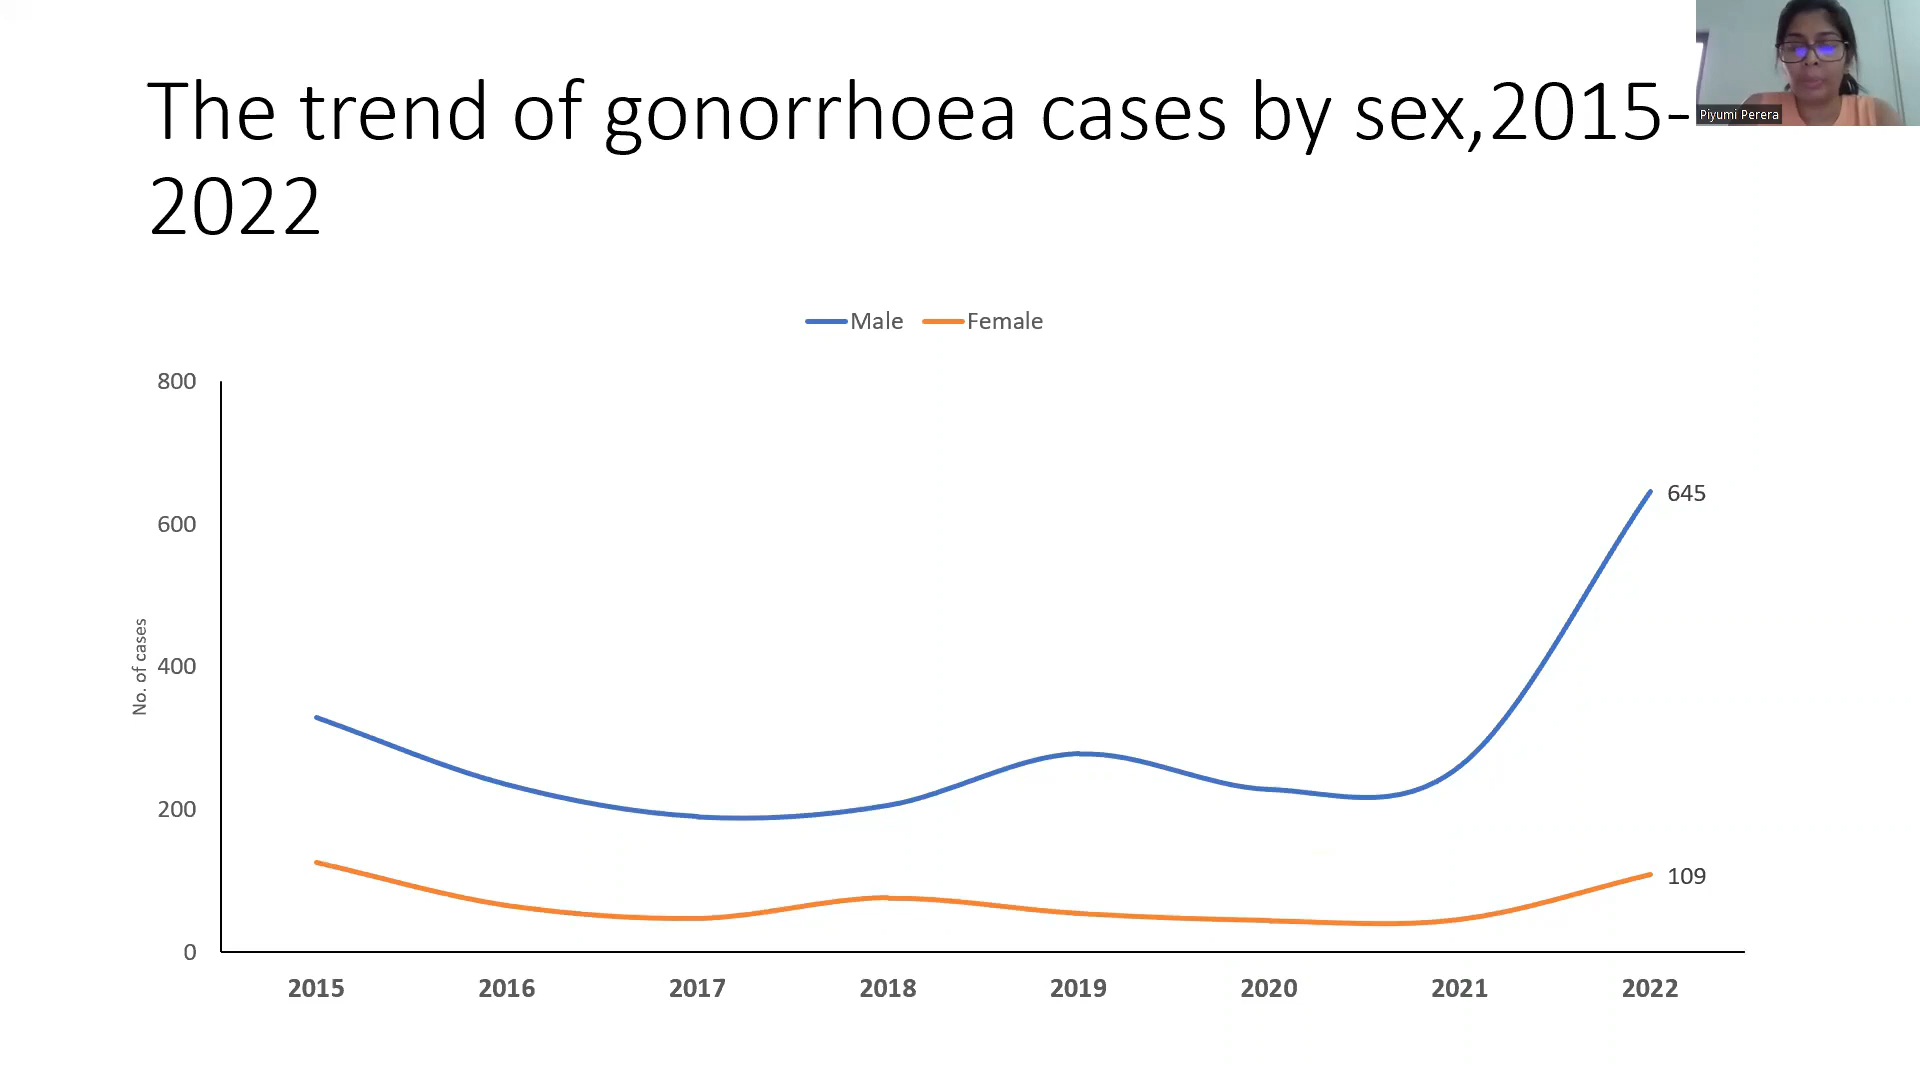 The trend of gonorrhoea cases by sex,2015-
2022
Piyumi Perera
Male Female
800
600
400
200
0
No. of cases
645
109
2015 2016 2017 2018 2019 2020 2021 2022